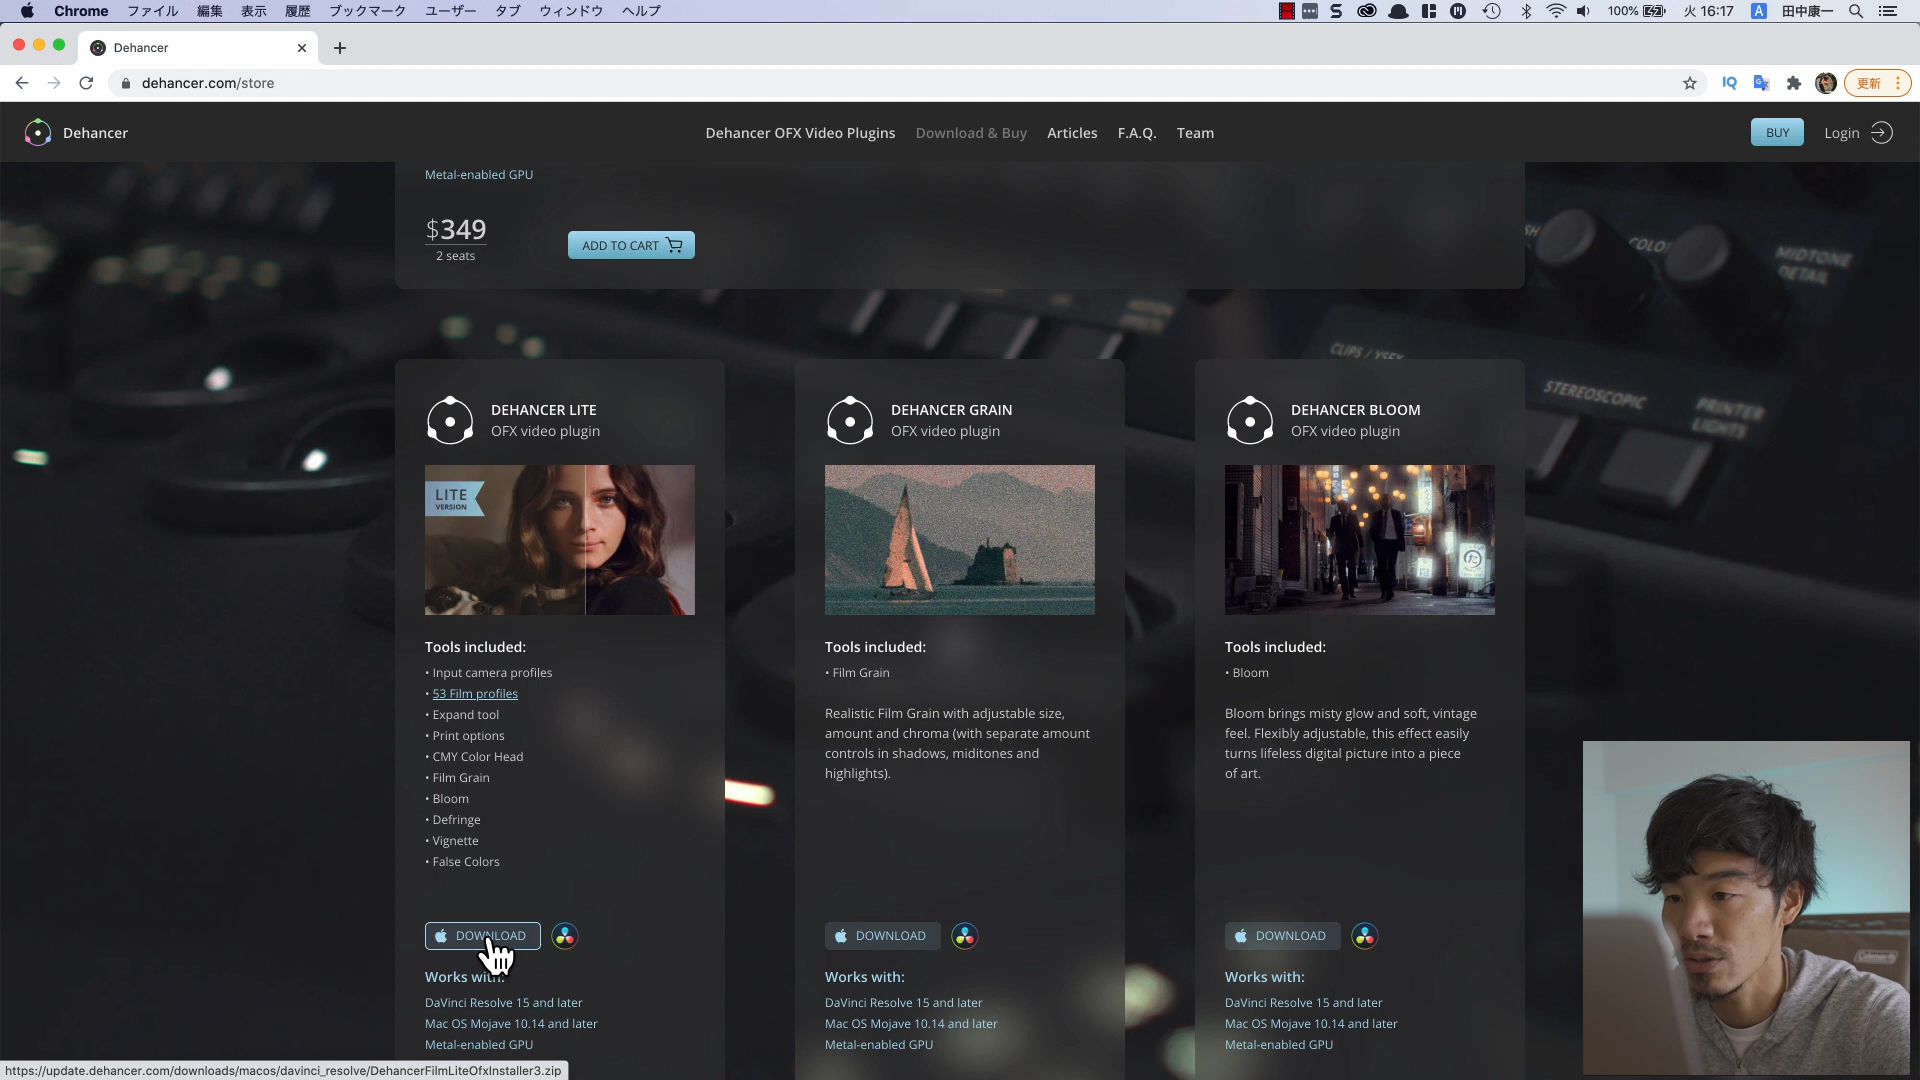 Chrome ファイル 編集 表示 履歴 ブックマーク ユーザー タブ ウィンドウ ヘルプ 100% 火 16:17 A 田中康一
Dehancer
dehancer.com/store
IQ
更新
Dehancer Dehancer OFX Video Plugins Download & Buy Articles F.A.Q. Team BUY Login
Metal-enabled GPU
$349
2 seats
ADD TO CART
COLO
MIDTONE
DETAIL
CLIPS /
STEREOSCOPIC
PRINTER
LIGHTS
DEHANCER LITE
OFX video plugin
LITE
VERSION
Tools included:
• Input camera profiles
• 53 Film profiles
• Expand tool
• Print options
• CMY Color Head
• Film Grain
• Bloom
• Defringe
• Vignette
• False Colors
DOWNLOAD
Works with:
DaVinci Resolve 15 and later
Mac OS Mojave 10.14 and later
Metal-enabled GPU
DEHANCER GRAIN
OFX video plugin
Tools included:
• Film Grain
Realistic Film Grain with adjustable size,
amount and chroma (with separate amount
controls in shadows, miditones and
highlights).
DOWNLOAD
Works with:
DaVinci Resolve 15 and later
Mac OS Mojave 10.14 and later
Metal-enabled GPU
DEHANCER BLOOM
OFX video plugin
た
Tools included:
• Bloom
Bloom brings misty glow and soft, vintage
feel. Flexibly adjustable, this effect easily
turns lifeless digital picture into a piece
of art.
DOWNLOAD
Works with:
DaVinci Resolve 15 and later
Mac OS Mojave 10.14 and later
Metal-enabled GPU
https://update.dehancer.com/downloads/macos/davinci_resolve/DehancerFilmLiteOfxInstaller3.zip